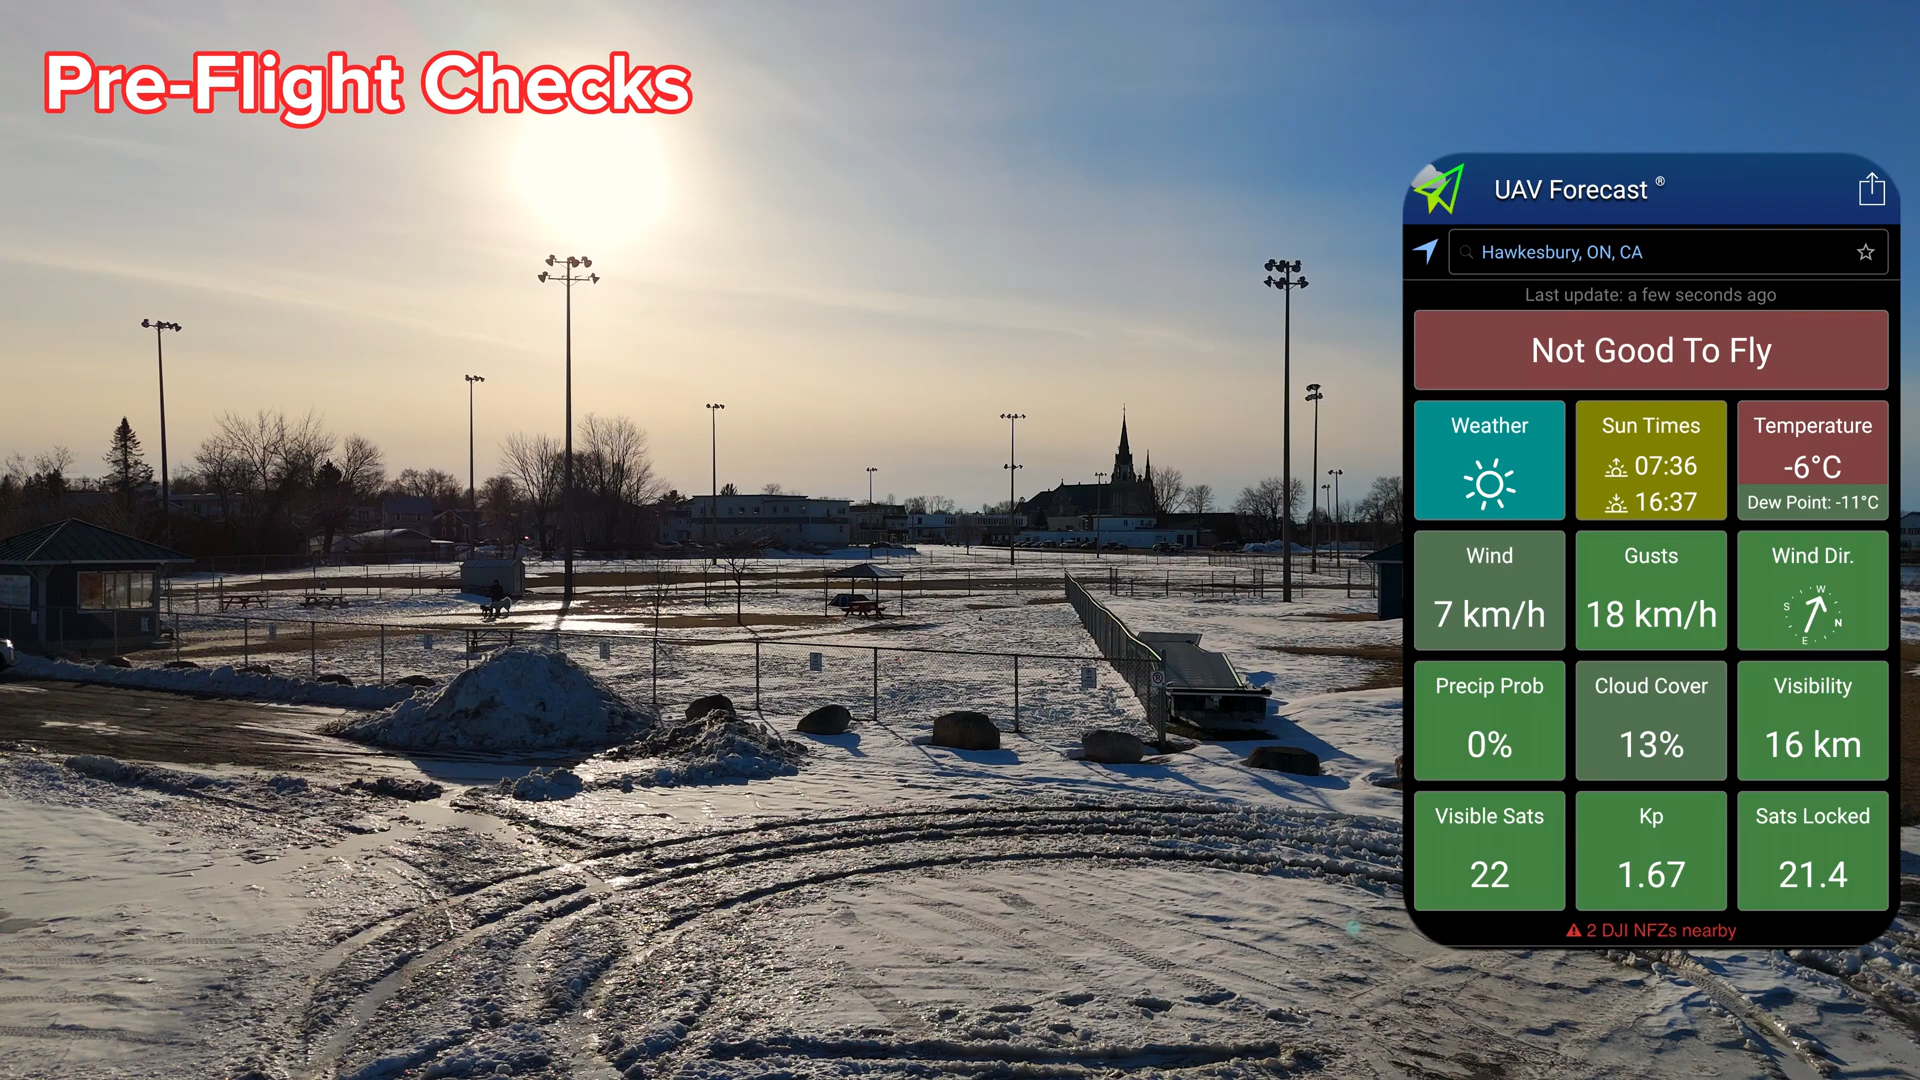 Pre-Flight Checks
UAV Forecast ®
Hawkesbury, ON, CA
Last update: a few seconds ago
Not Good To Fly
Weather
Sun Times
07:36
16:37
Temperature
-6°C
Dew Point: -11°C
Wind
7 km/h
Gusts
18 km/h
Wind Dir.
W
S
N
E
Precip Prob
0%
Cloud Cover
13%
Visibility
16 km
Visible Sats
22
Kp
1.67
Sats Locked
21.4
2 DJI NFZs nearby